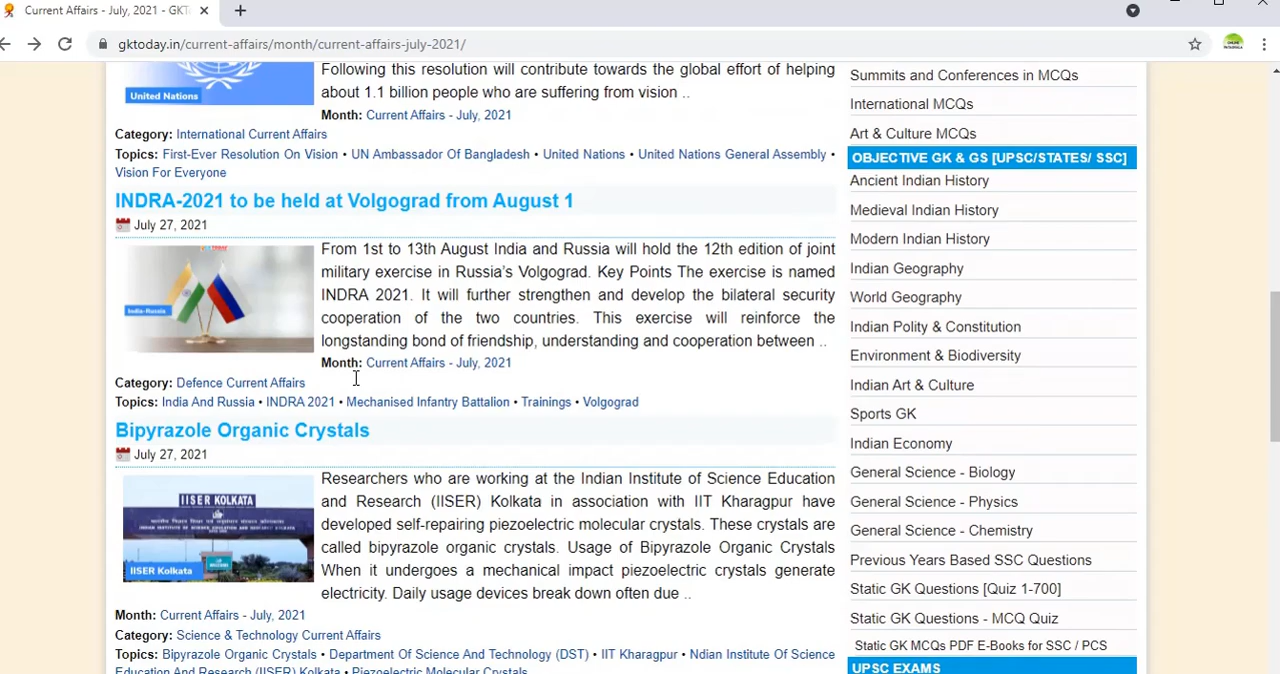 Current Affairs - July, 2021 - GKT
gktoday.in/current-affairs/month/current-affairs-july-2021/
United Nations
Following this resolution will contribute towards the global effort of helping
about 1.1 billion people who are suffering from vision ..
Month: Current Affairs - July, 2021
Category: International Current Affairs
Topics: First-Ever Resolution On Vision • UN Ambassador Of Bangladesh • United Nations • United Nations General Assembly •
Vision For Everyone
INDRA-2021 to be held at Volgograd from August 1
July 27, 2021
India-Russia
From 1st to 13th August India and Russia will hold the 12th edition of joint
military exercise in Russia's Volgograd. Key Points The exercise is named
INDRA 2021. It will further strengthen and develop the bilateral security
cooperation of the two countries. This exercise will reinforce the
longstanding bond of friendship, understanding and cooperation between ..
Month: Current Affairs - July, 2021
Category: Defence Current Affairs
Topics: India And Russia • INDRA 2021 • Mechanised Infantry Battalion • Trainings • Volgograd
Bipyrazole Organic Crystals
July 27, 2021
IISER KOLKATA
IISER Kolkata
Researchers who are working at the Indian Institute of Science Education
and Research (IISER) Kolkata in association with IIT Kharagpur have
developed self-repairing piezoelectric molecular crystals. These crystals are
called bipyrazole organic crystals. Usage of Bipyrazole Organic Crystals
When it undergoes a mechanical impact piezoelectric crystals generate
electricity. Daily usage devices break down often due ..
Month: Current Affairs - July, 2021
Category: Science & Technology Current Affairs
Topics: Bipyrazole Organic Crystals • Department Of Science And Technology (DST) • IIT Kharagpur • Ndian Institute Of Science
Education And Research (IISER) Kolkata • Piezoelectric Molecular Crystals
Summits and Conferences in MCQs
International MCQs
Art & Culture MCQs
OBJECTIVE GK & GS [UPSC/STATES/ SSC]
Ancient Indian History
Medieval Indian History
Modern Indian History
Indian Geography
World Geography
Indian Polity & Constitution
Environment & Biodiversity
Indian Art & Culture
Sports GK
Indian Economy
General Science - Biology
General Science - Physics
General Science - Chemistry
Previous Years Based SSC Questions
Static GK Questions [Quiz 1-700]
Static GK Questions - MCQ Quiz
Static GK MCQs PDF E-Books for SSC / PCS
UPSC EXAMS